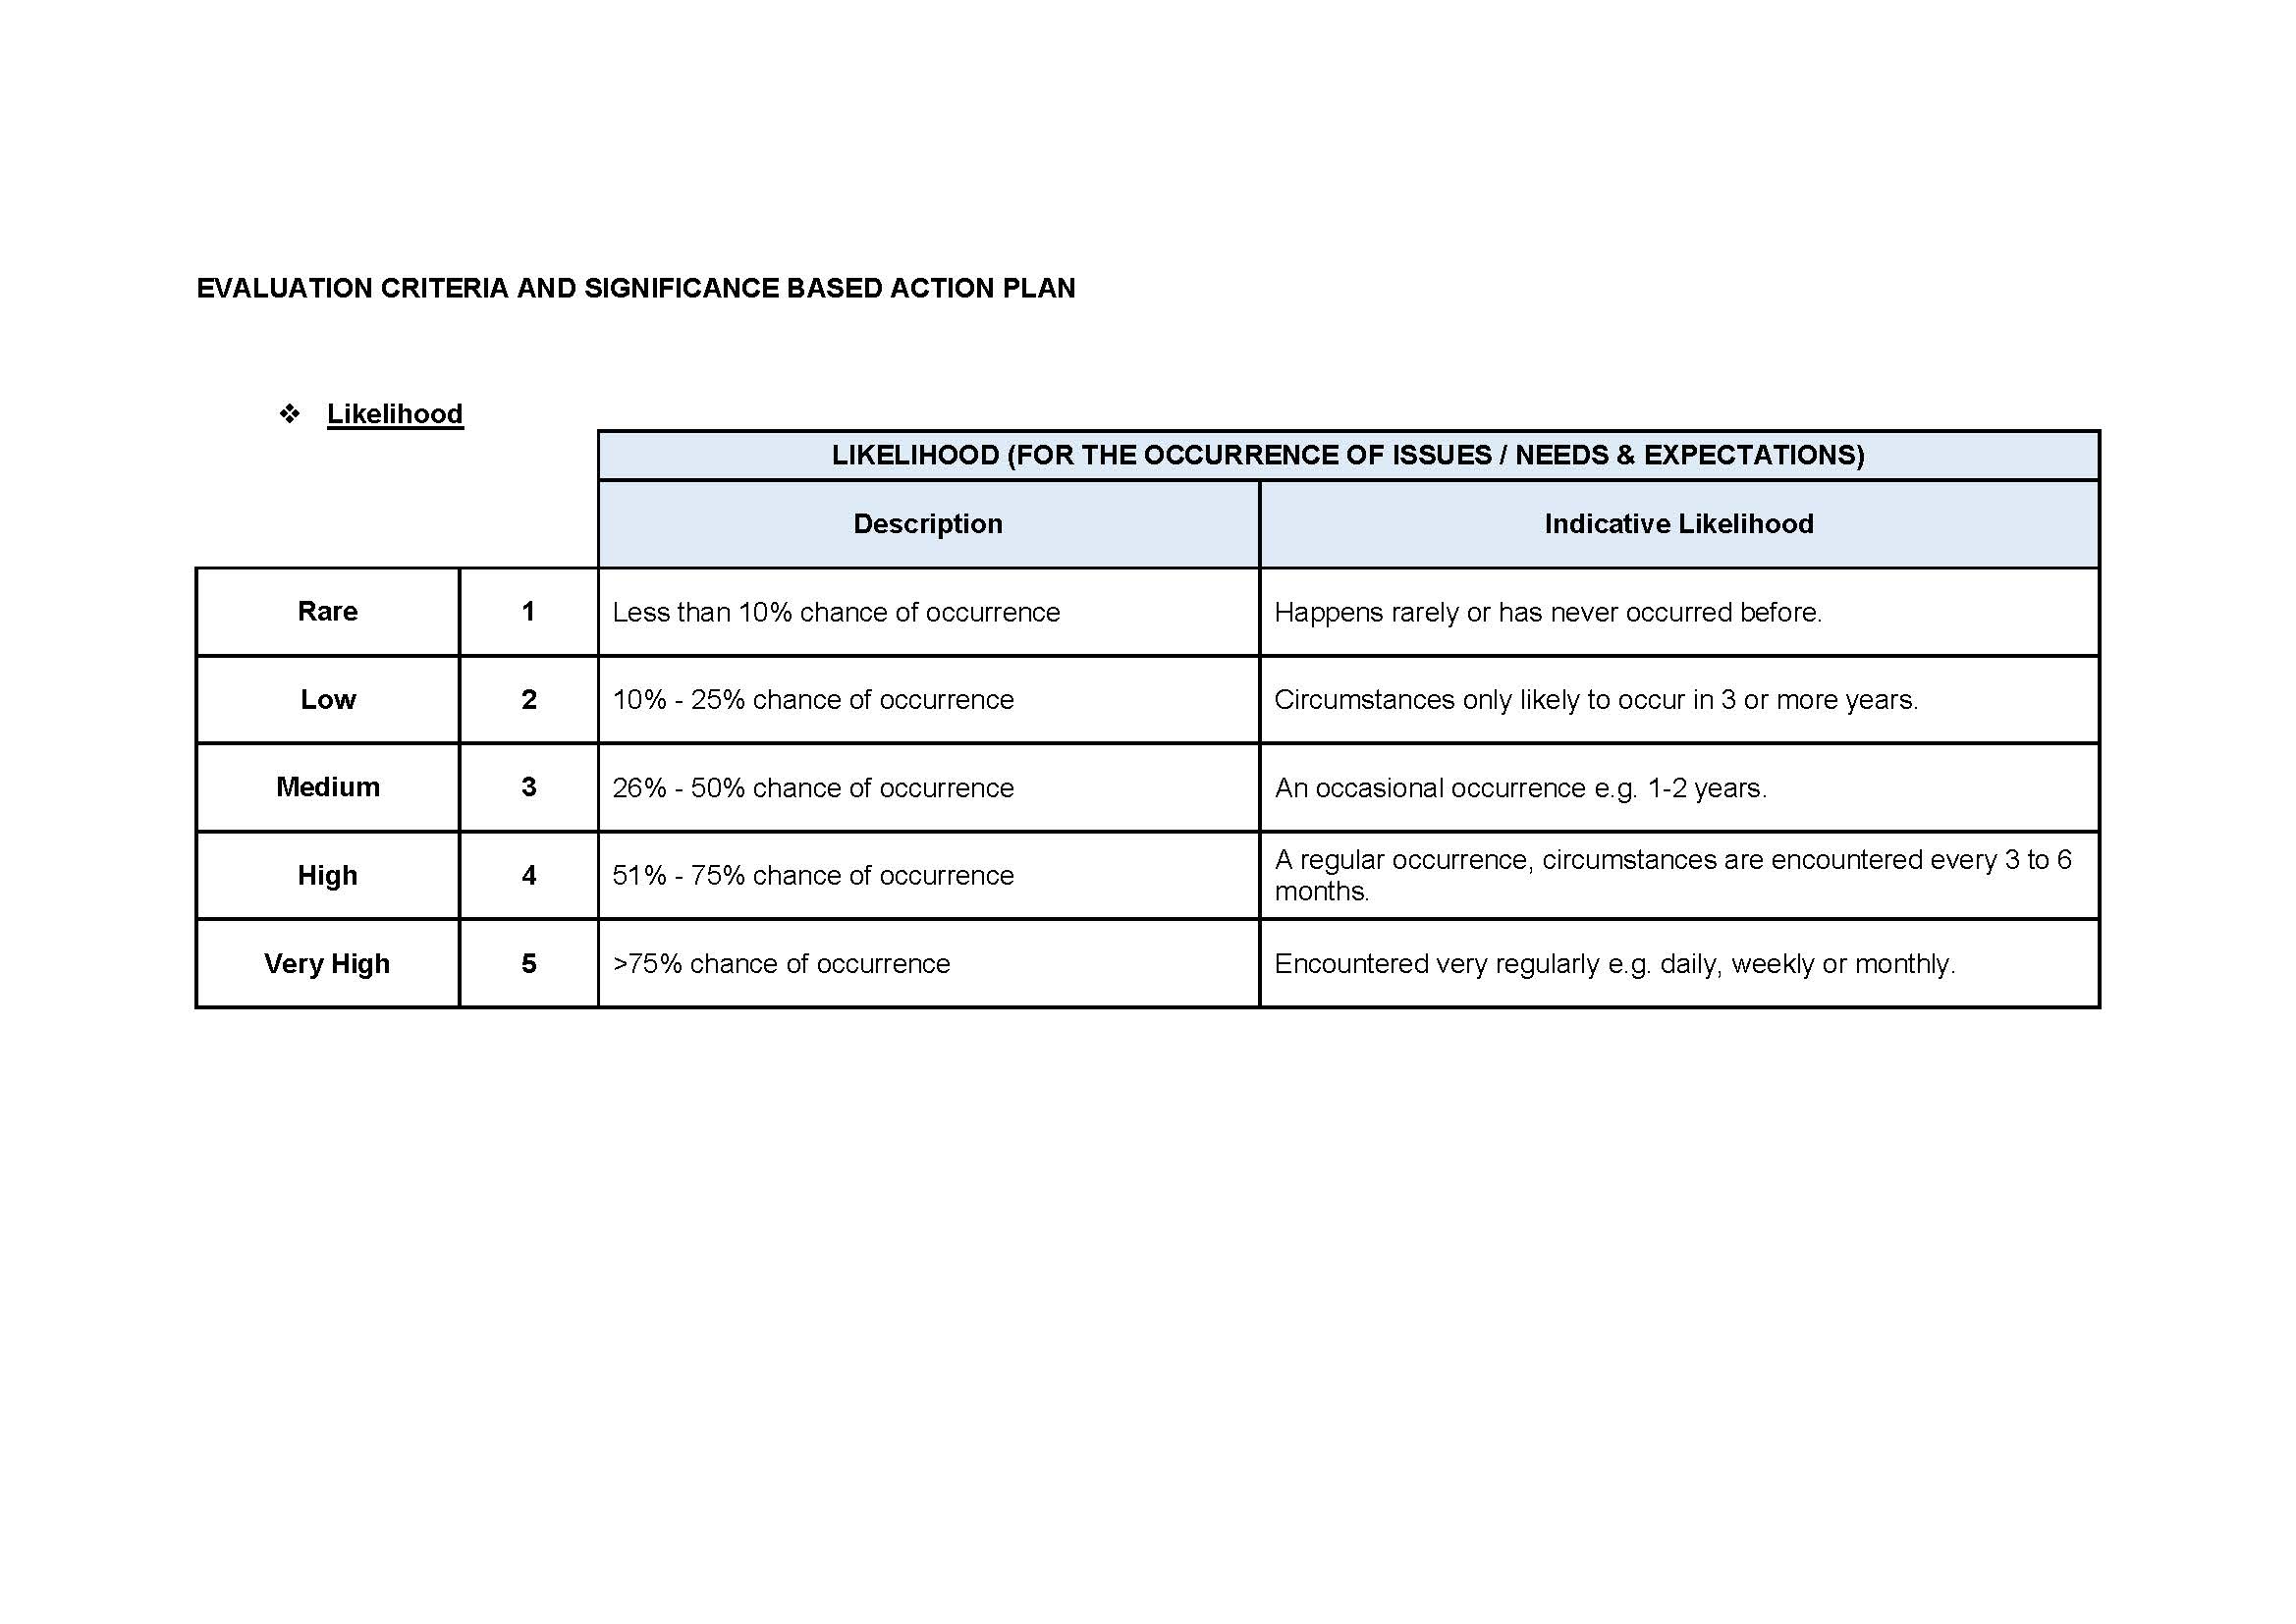 EVALUATION CRITERIA AND SIGNIFICANCE BASED ACTION PLAN
❖ Likelihood
LIKELIHOOD (FOR THE OCCURRENCE OF ISSUES / NEEDS & EXPECTATIONS)
Description Indicative Likelihood
Rare 1 Less than 10% chance of occurrence Happens rarely or has never occurred before.
Low 2 10% - 25% chance of occurrence Circumstances only likely to occur in 3 or more years.
Medium 3 26% - 50% chance of occurrence An occasional occurrence e.g. 1-2 years.
High 4 51% - 75% chance of occurrence A regular occurrence, circumstances are encountered every 3 to 6
months.
Very High 5 >75% chance of occurrence Encountered very regularly e.g. daily, weekly or monthly.